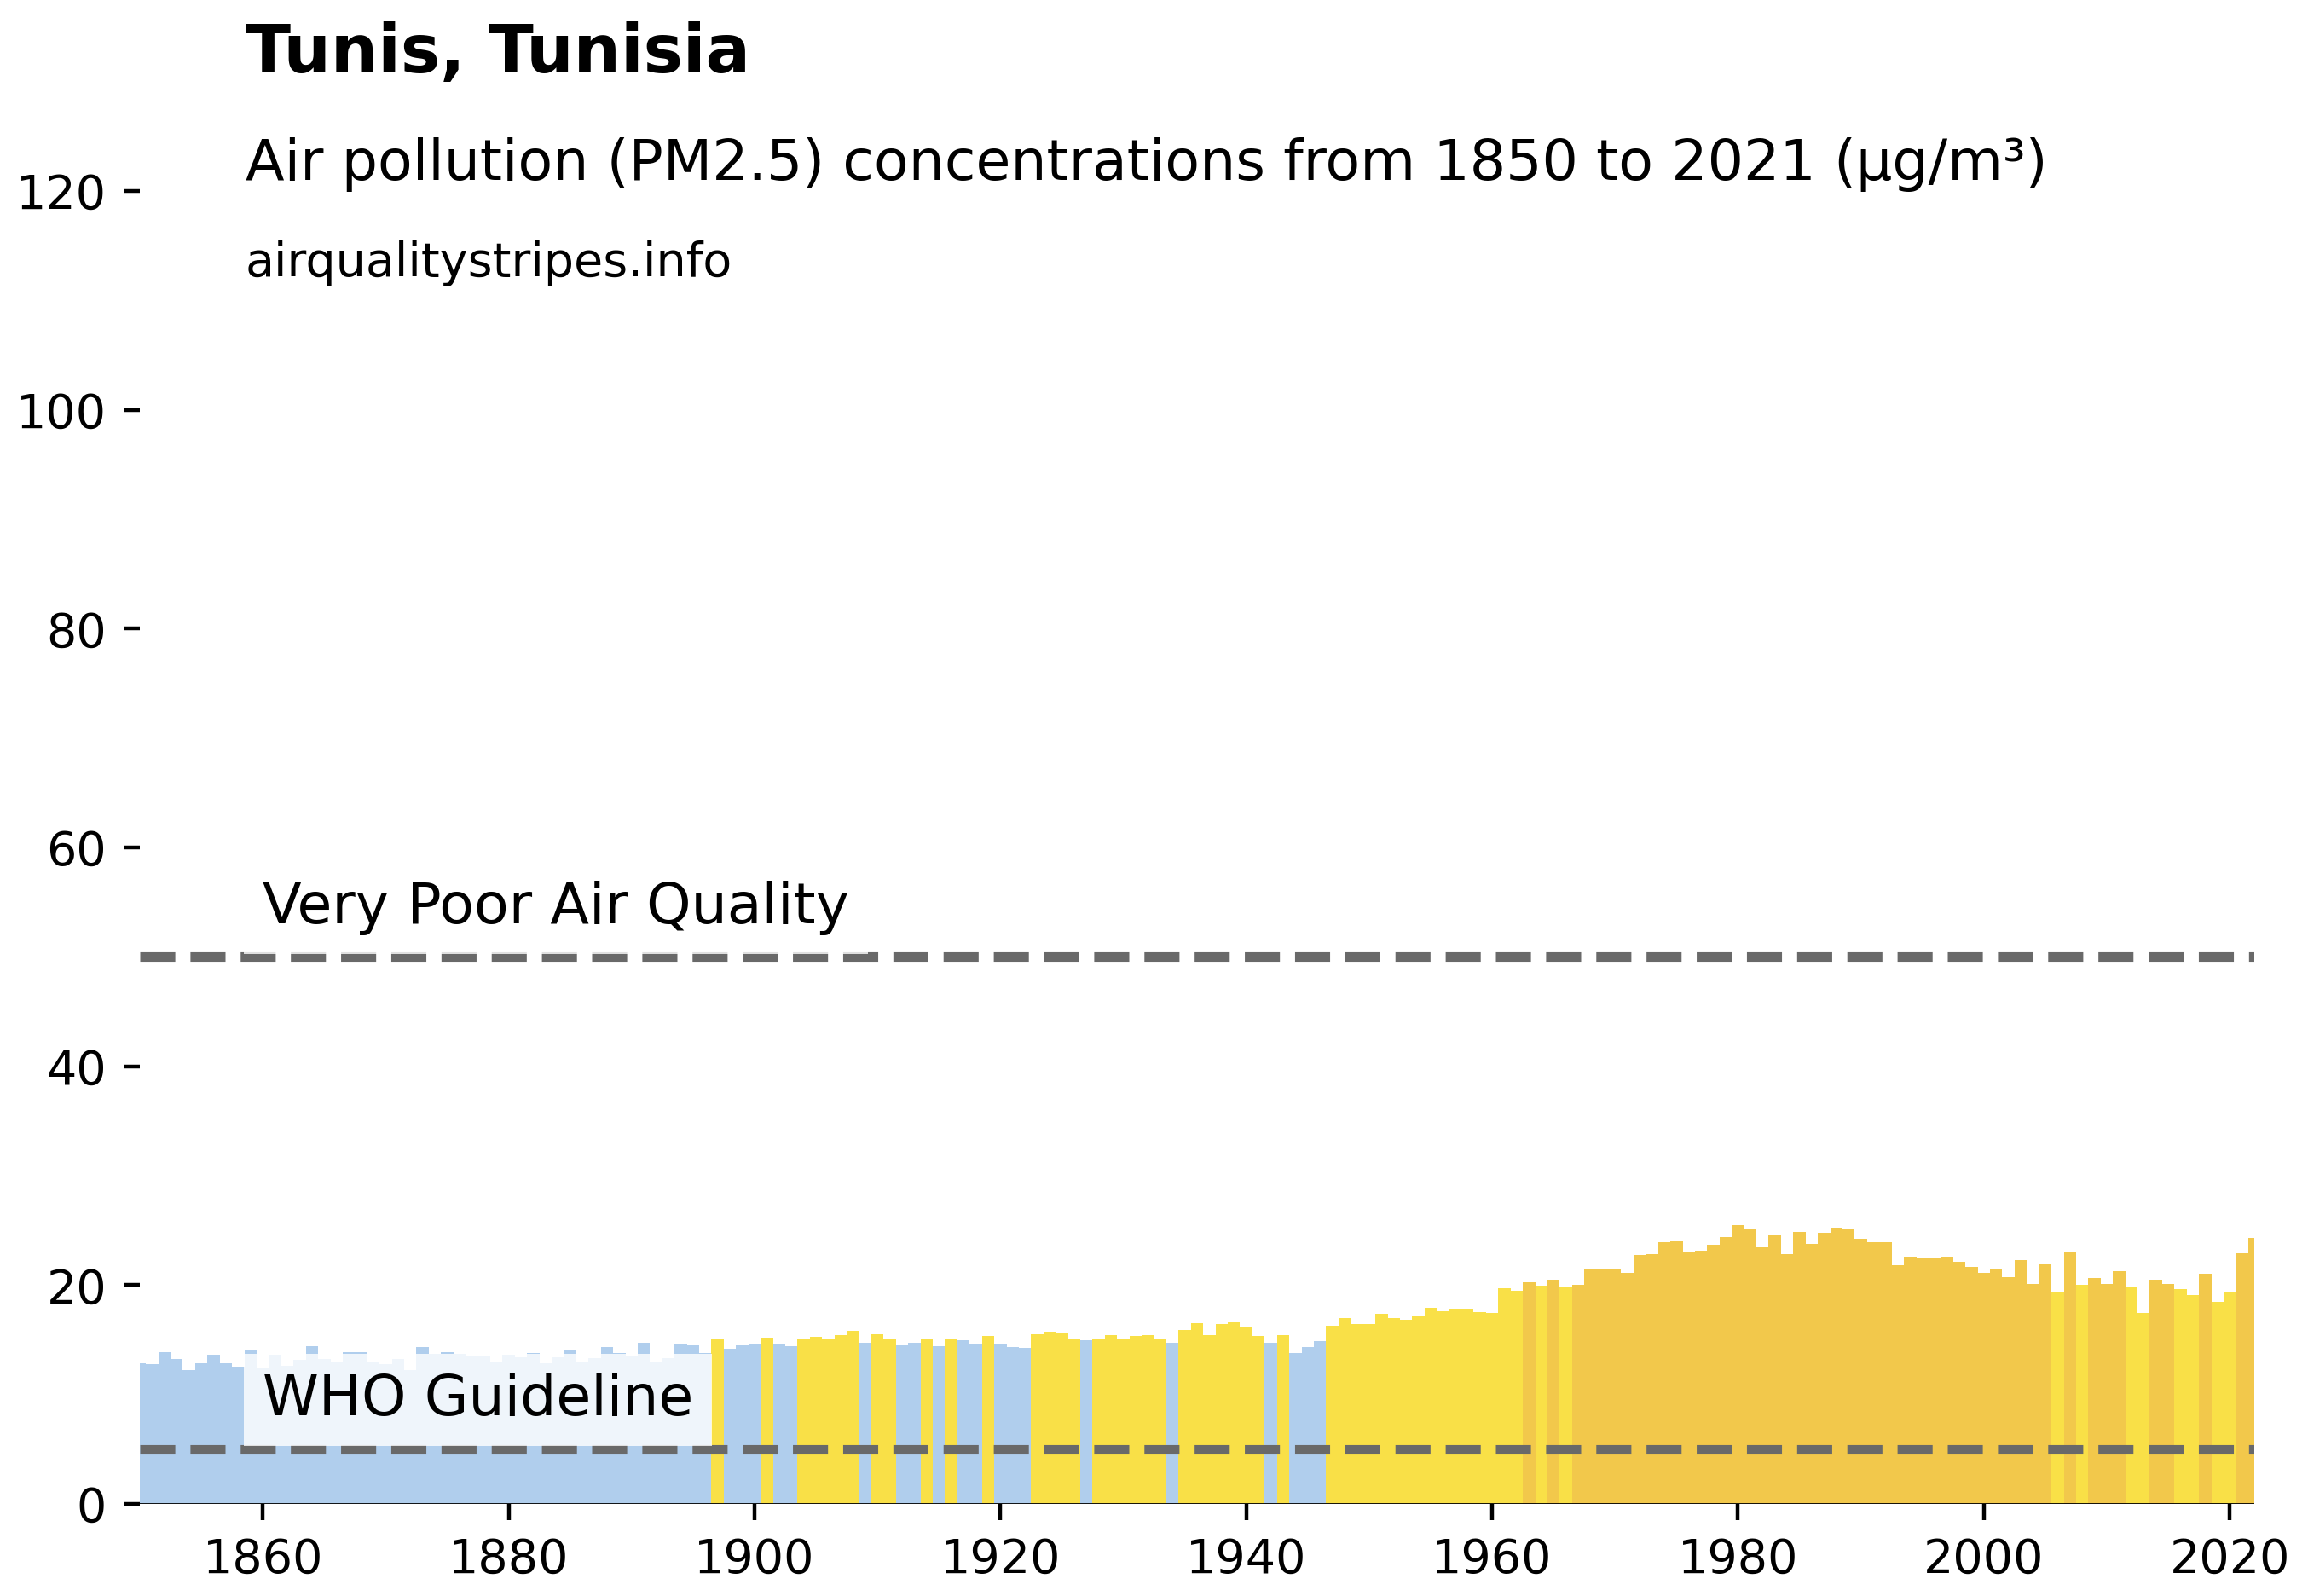 Tunis, Tunisia
Air pollution (PM2.5) concentrations from 1850 to 2021 (μg/m³)
airqualitystripes.info
120
100
80
60
Very Poor Air Quality
40
20
WHO Guideline
0
1860 1880 1900 1920 1940 1960 1980 2000 2020